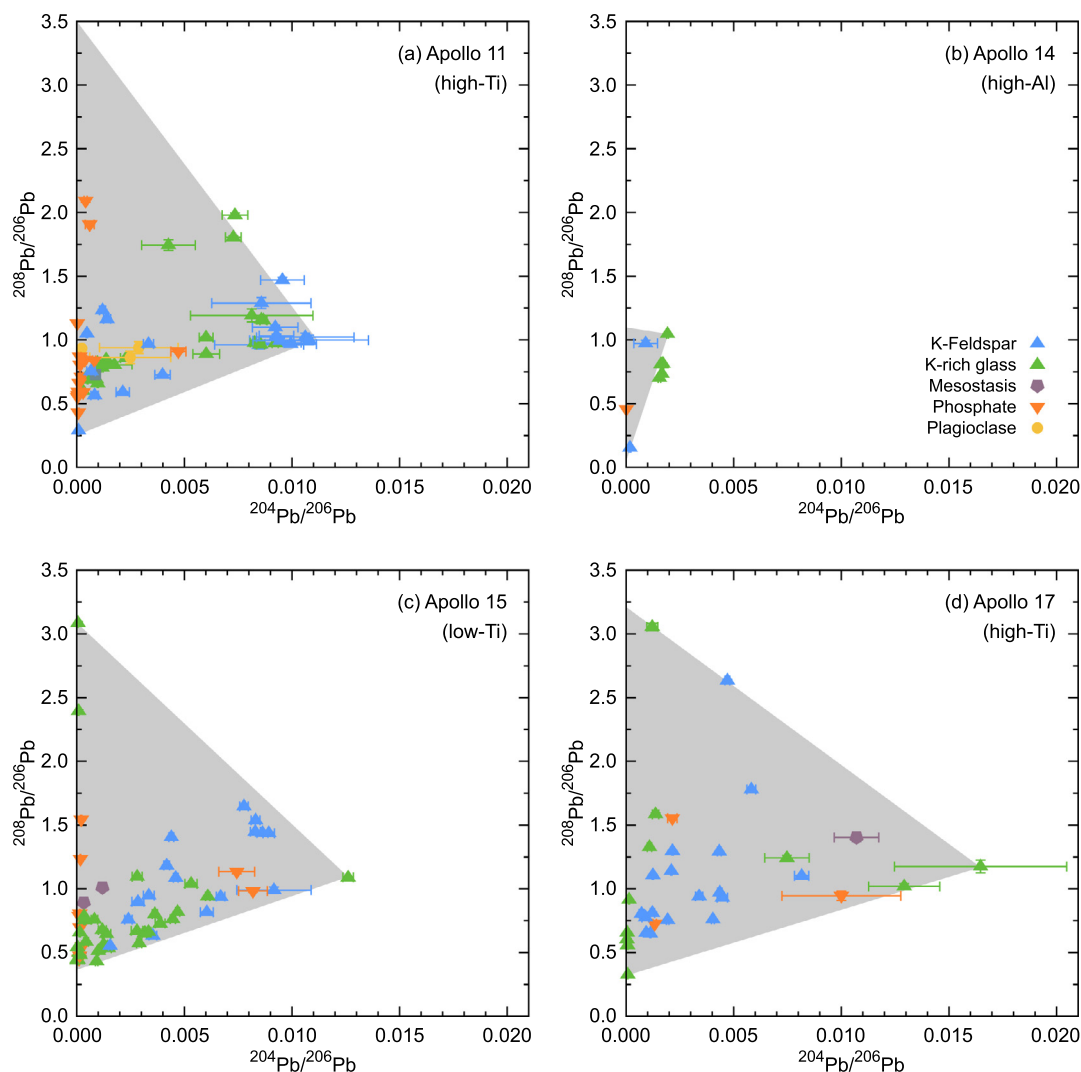 (a) Apollo 11
(high-Ti)
3.5
3.0
2.5
2.0
1.5
1.0
0.5
0.0
208Pb/206Pb
0.000 0.005 0.010 0.015 0.020
204Pb/206Pb
(b) Apollo 14
(high-Al)
3.5
3.0
2.5
2.0
1.5
1.0
0.5
0.0
208Pb/206Pb
K-Feldspar
K-rich glass
Mesostasis
Phosphate
Plagioclase
0.000 0.005 0.010 0.015 0.020
204Pb/206Pb
(c) Apollo 15
(low-Ti)
3.5
3.0
2.5
2.0
1.5
1.0
0.5
0.0
208Pb/206Pb
0.000 0.005 0.010 0.015 0.020
204Pb/206Pb
(d) Apollo 17
(high-Ti)
3.5
3.0
2.5
2.0
1.5
1.0
0.5
0.0
208Pb/206Pb
0.000 0.005 0.010 0.015 0.020
204Pb/206Pb